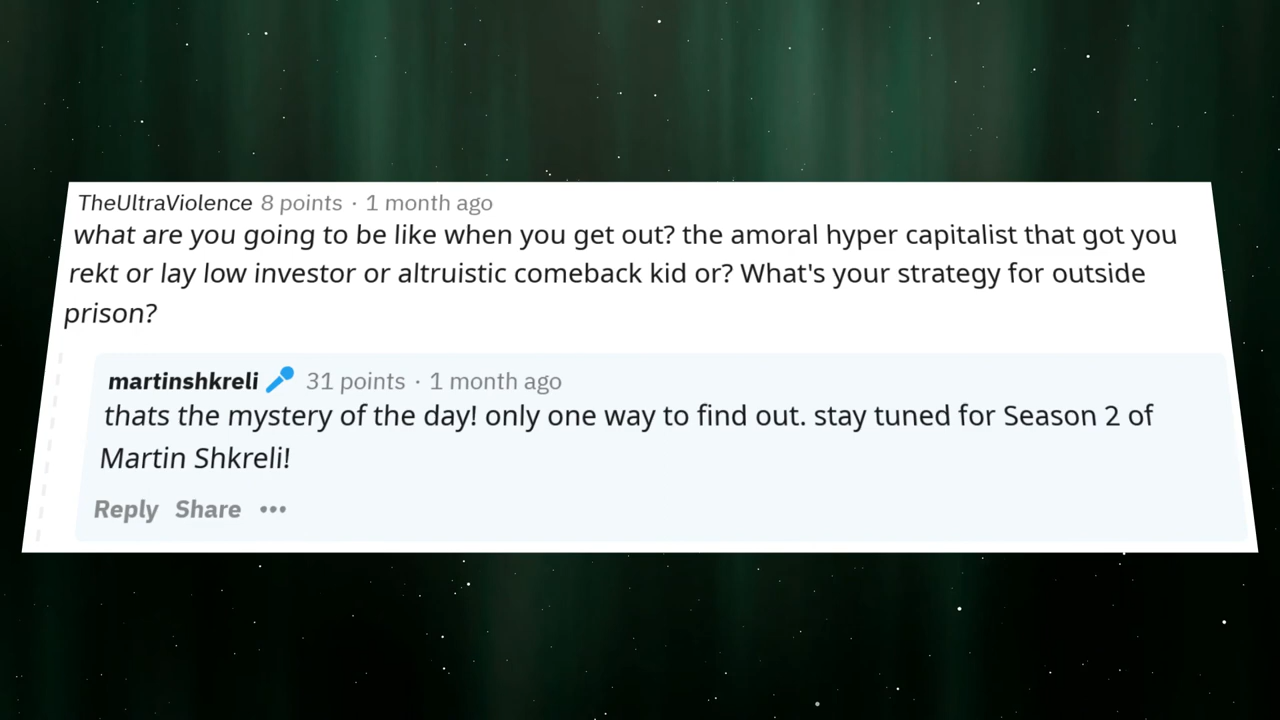 TheUltraViolence 8 points · 1 month ago
what are you going to be like when you get out? the amoral hyper capitalist that got you
rekt or lay low investor or altruistic comeback kid or? What's your strategy for outside
prison?
martinshkreli 🎤 31 points · 1 month ago
thats the mystery of the day! only one way to find out. stay tuned for Season 2 of
Martin Shkreli!
Reply Share •••